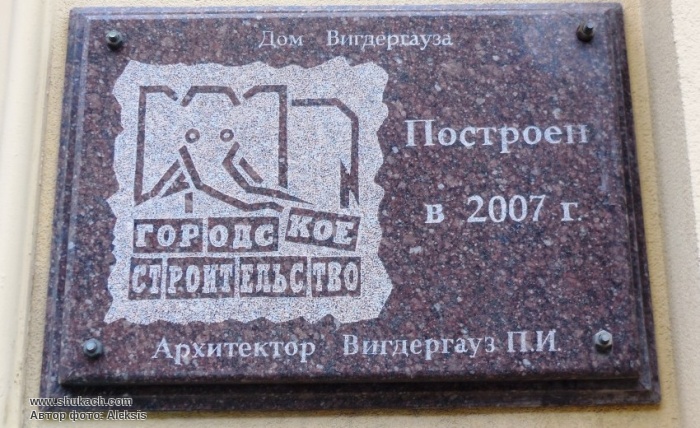 Дом Вигдергауза
Построен
в 2007 г.
ГОРОДСКОЕ
СТРОИТЕЛЬСТВО
Архитектор Вигдергауз П.И.
www.shukach.com
Автор фото: Aleksis